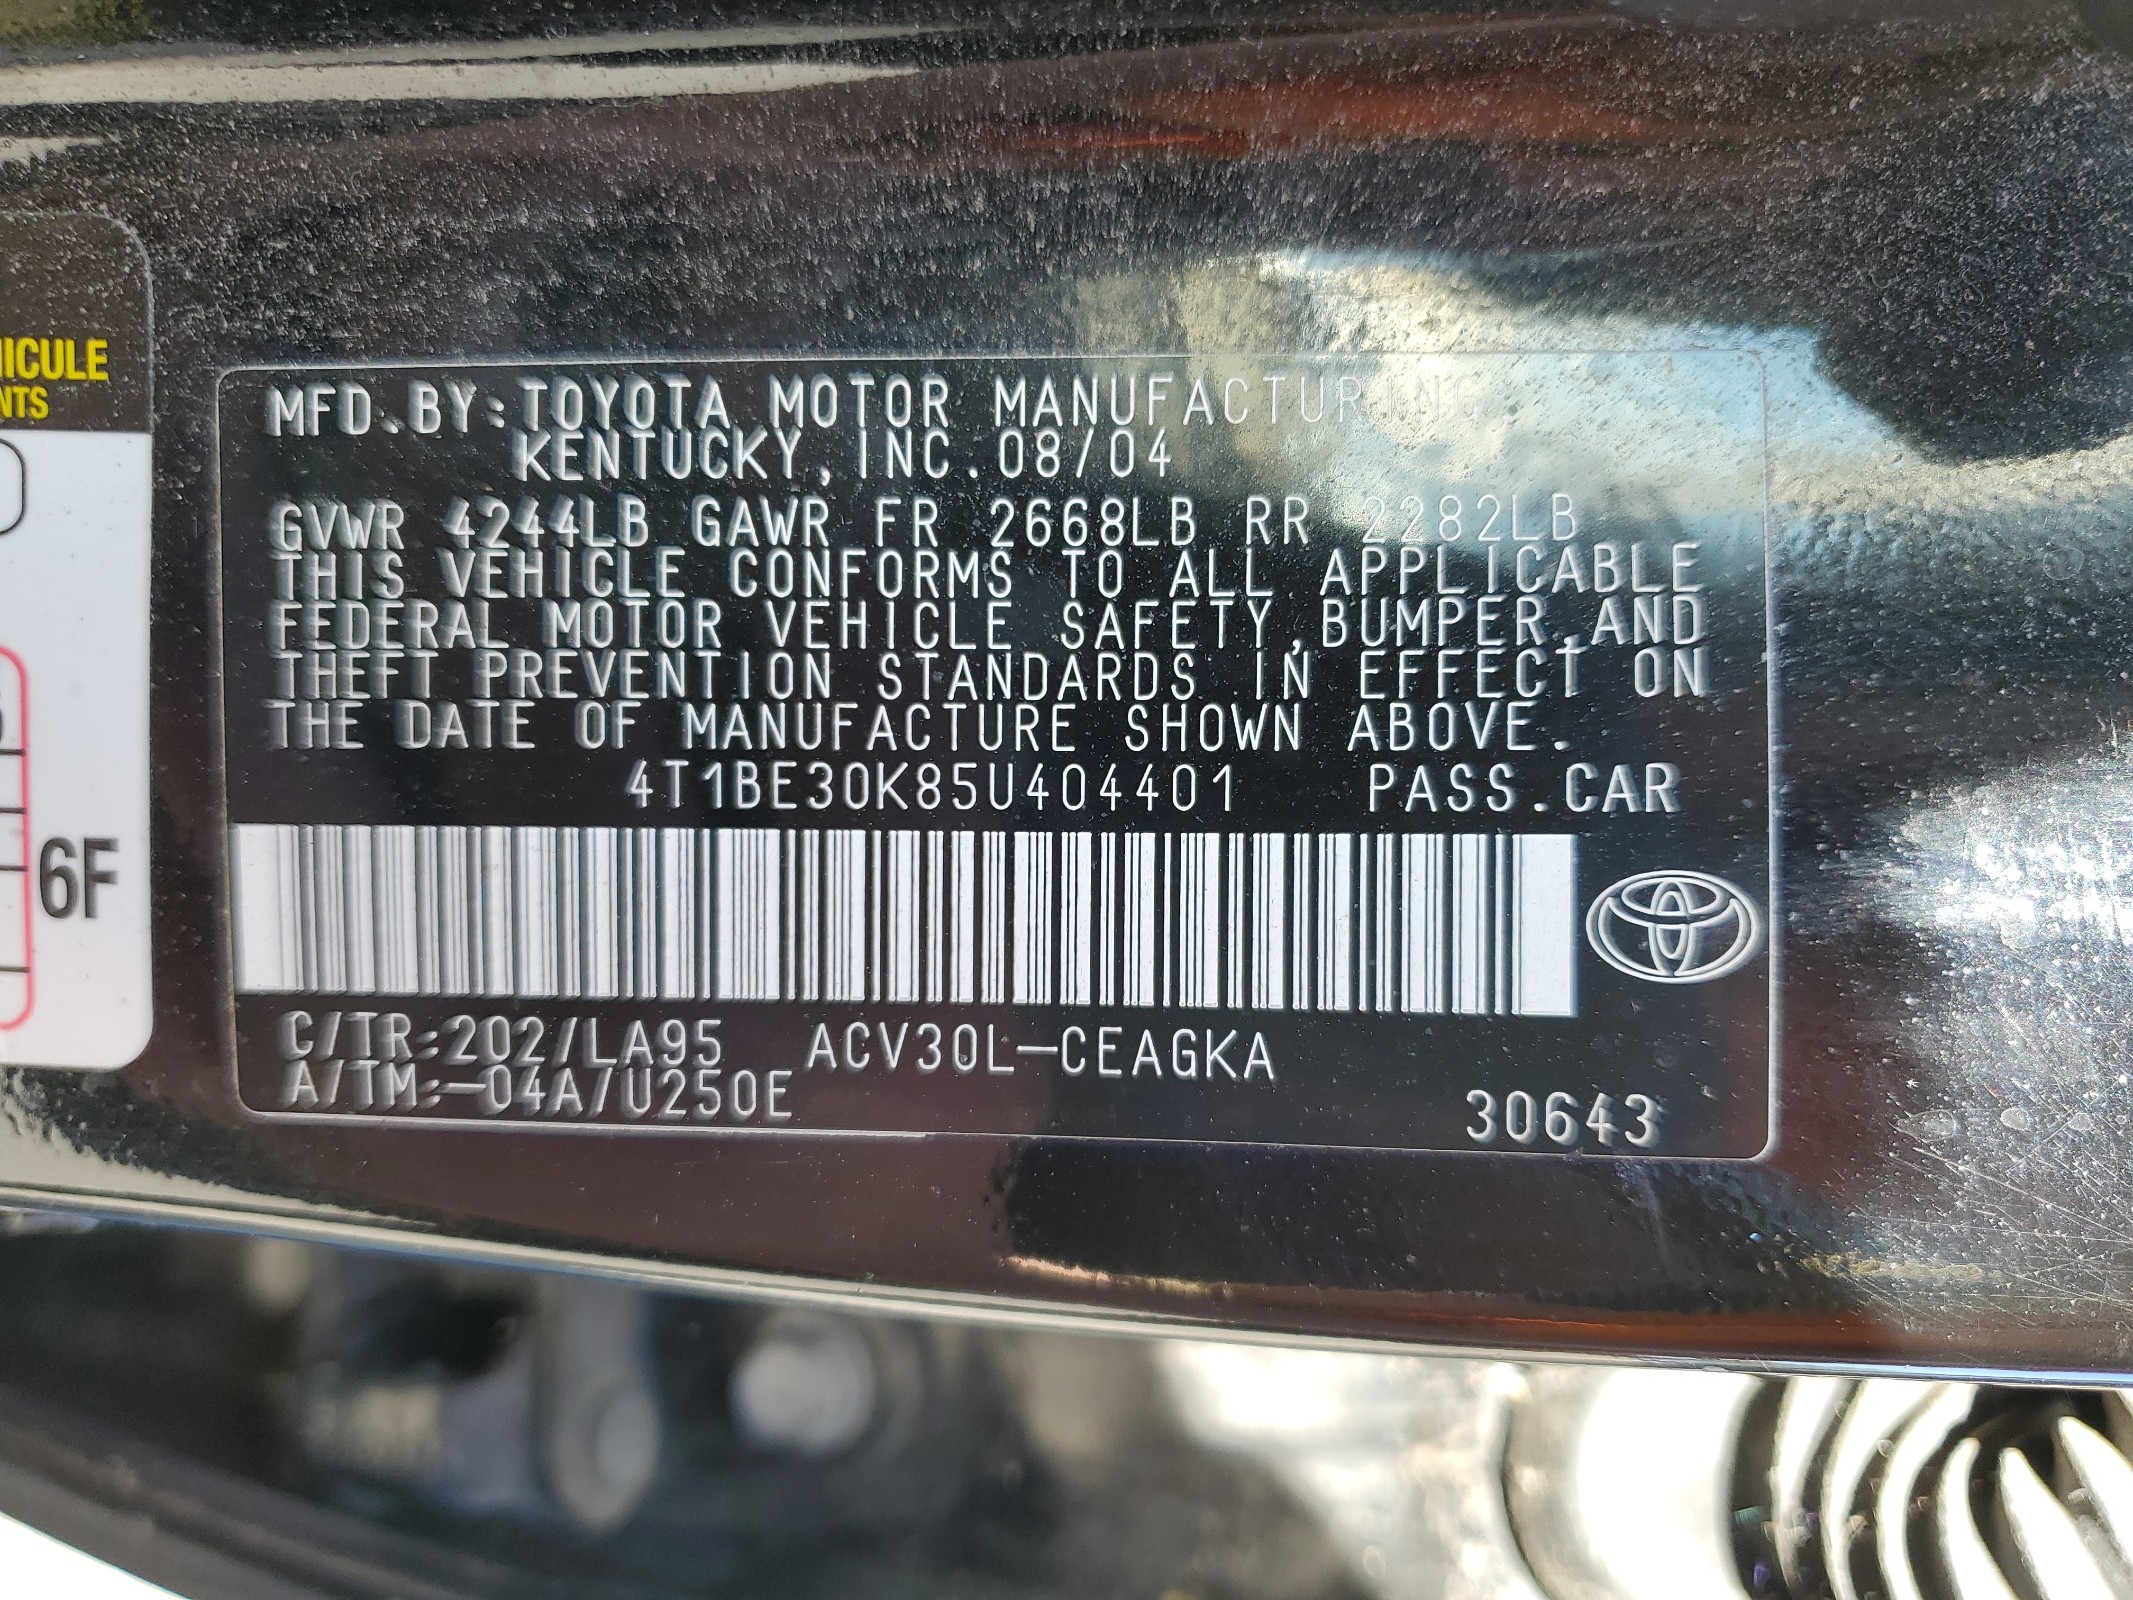 HICULE
NTS
6F
MFD.BY:TOYOTA MOTOR MANUFACTURING
KENTUCKY,INC.08/04
GVWR 4244LB GAWR FR 2668LB RR 2282LB
THIS VEHICLE CONFORMS TO ALL APPLICABLE
FEDERAL MOTOR VEHICLE SAFETY,BUMPER,AND
THEFT PREVENTION STANDARDS IN EFFECT ON
THE DATE OF MANUFACTURE SHOWN ABOVE.
4T1BE30K85U404401 PASS.CAR
C/TR:202/LA95 ACV30L-CEAGKA
A/TM:-04A/U250E
30643